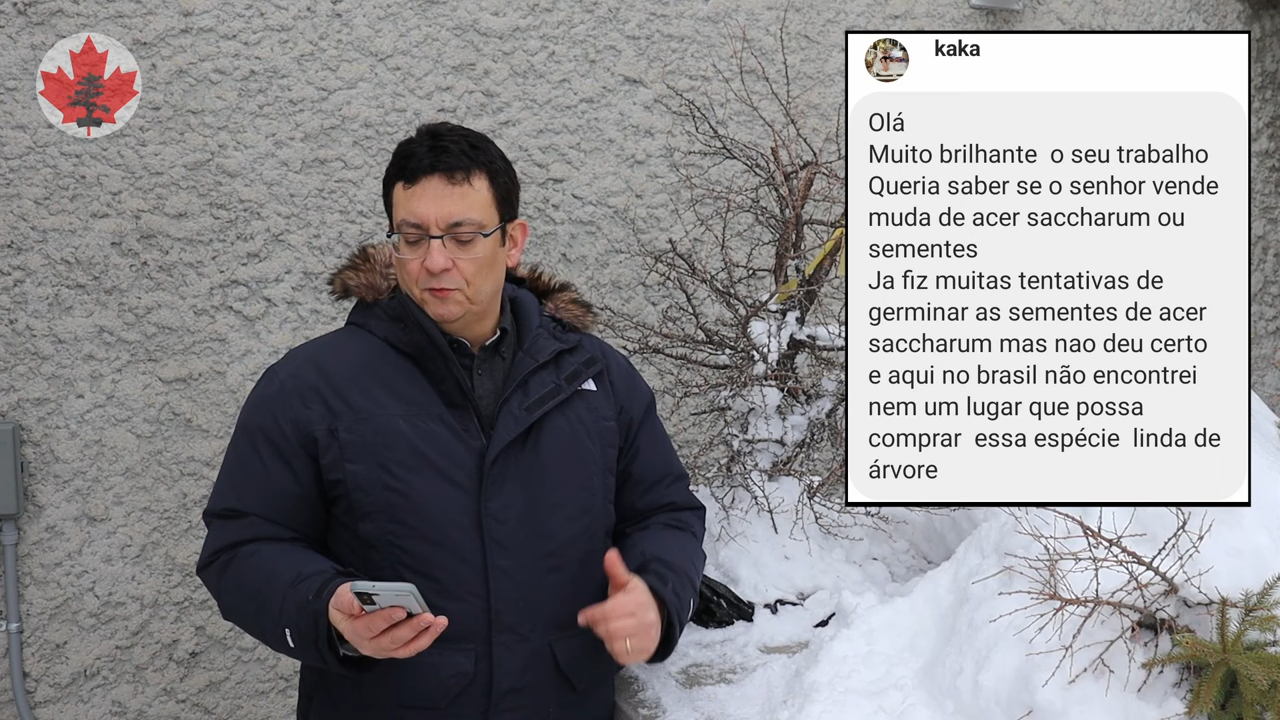 kaka
Olá
Muito brilhante  o seu trabalho
Queria saber se o senhor vende
muda de acer saccharum ou
sementes
Ja fiz muitas tentativas de
germinar as sementes de acer
saccharum mas nao deu certo
e aqui no brasil não encontrei
nem um lugar que possa
comprar  essa espécie  linda de
árvore